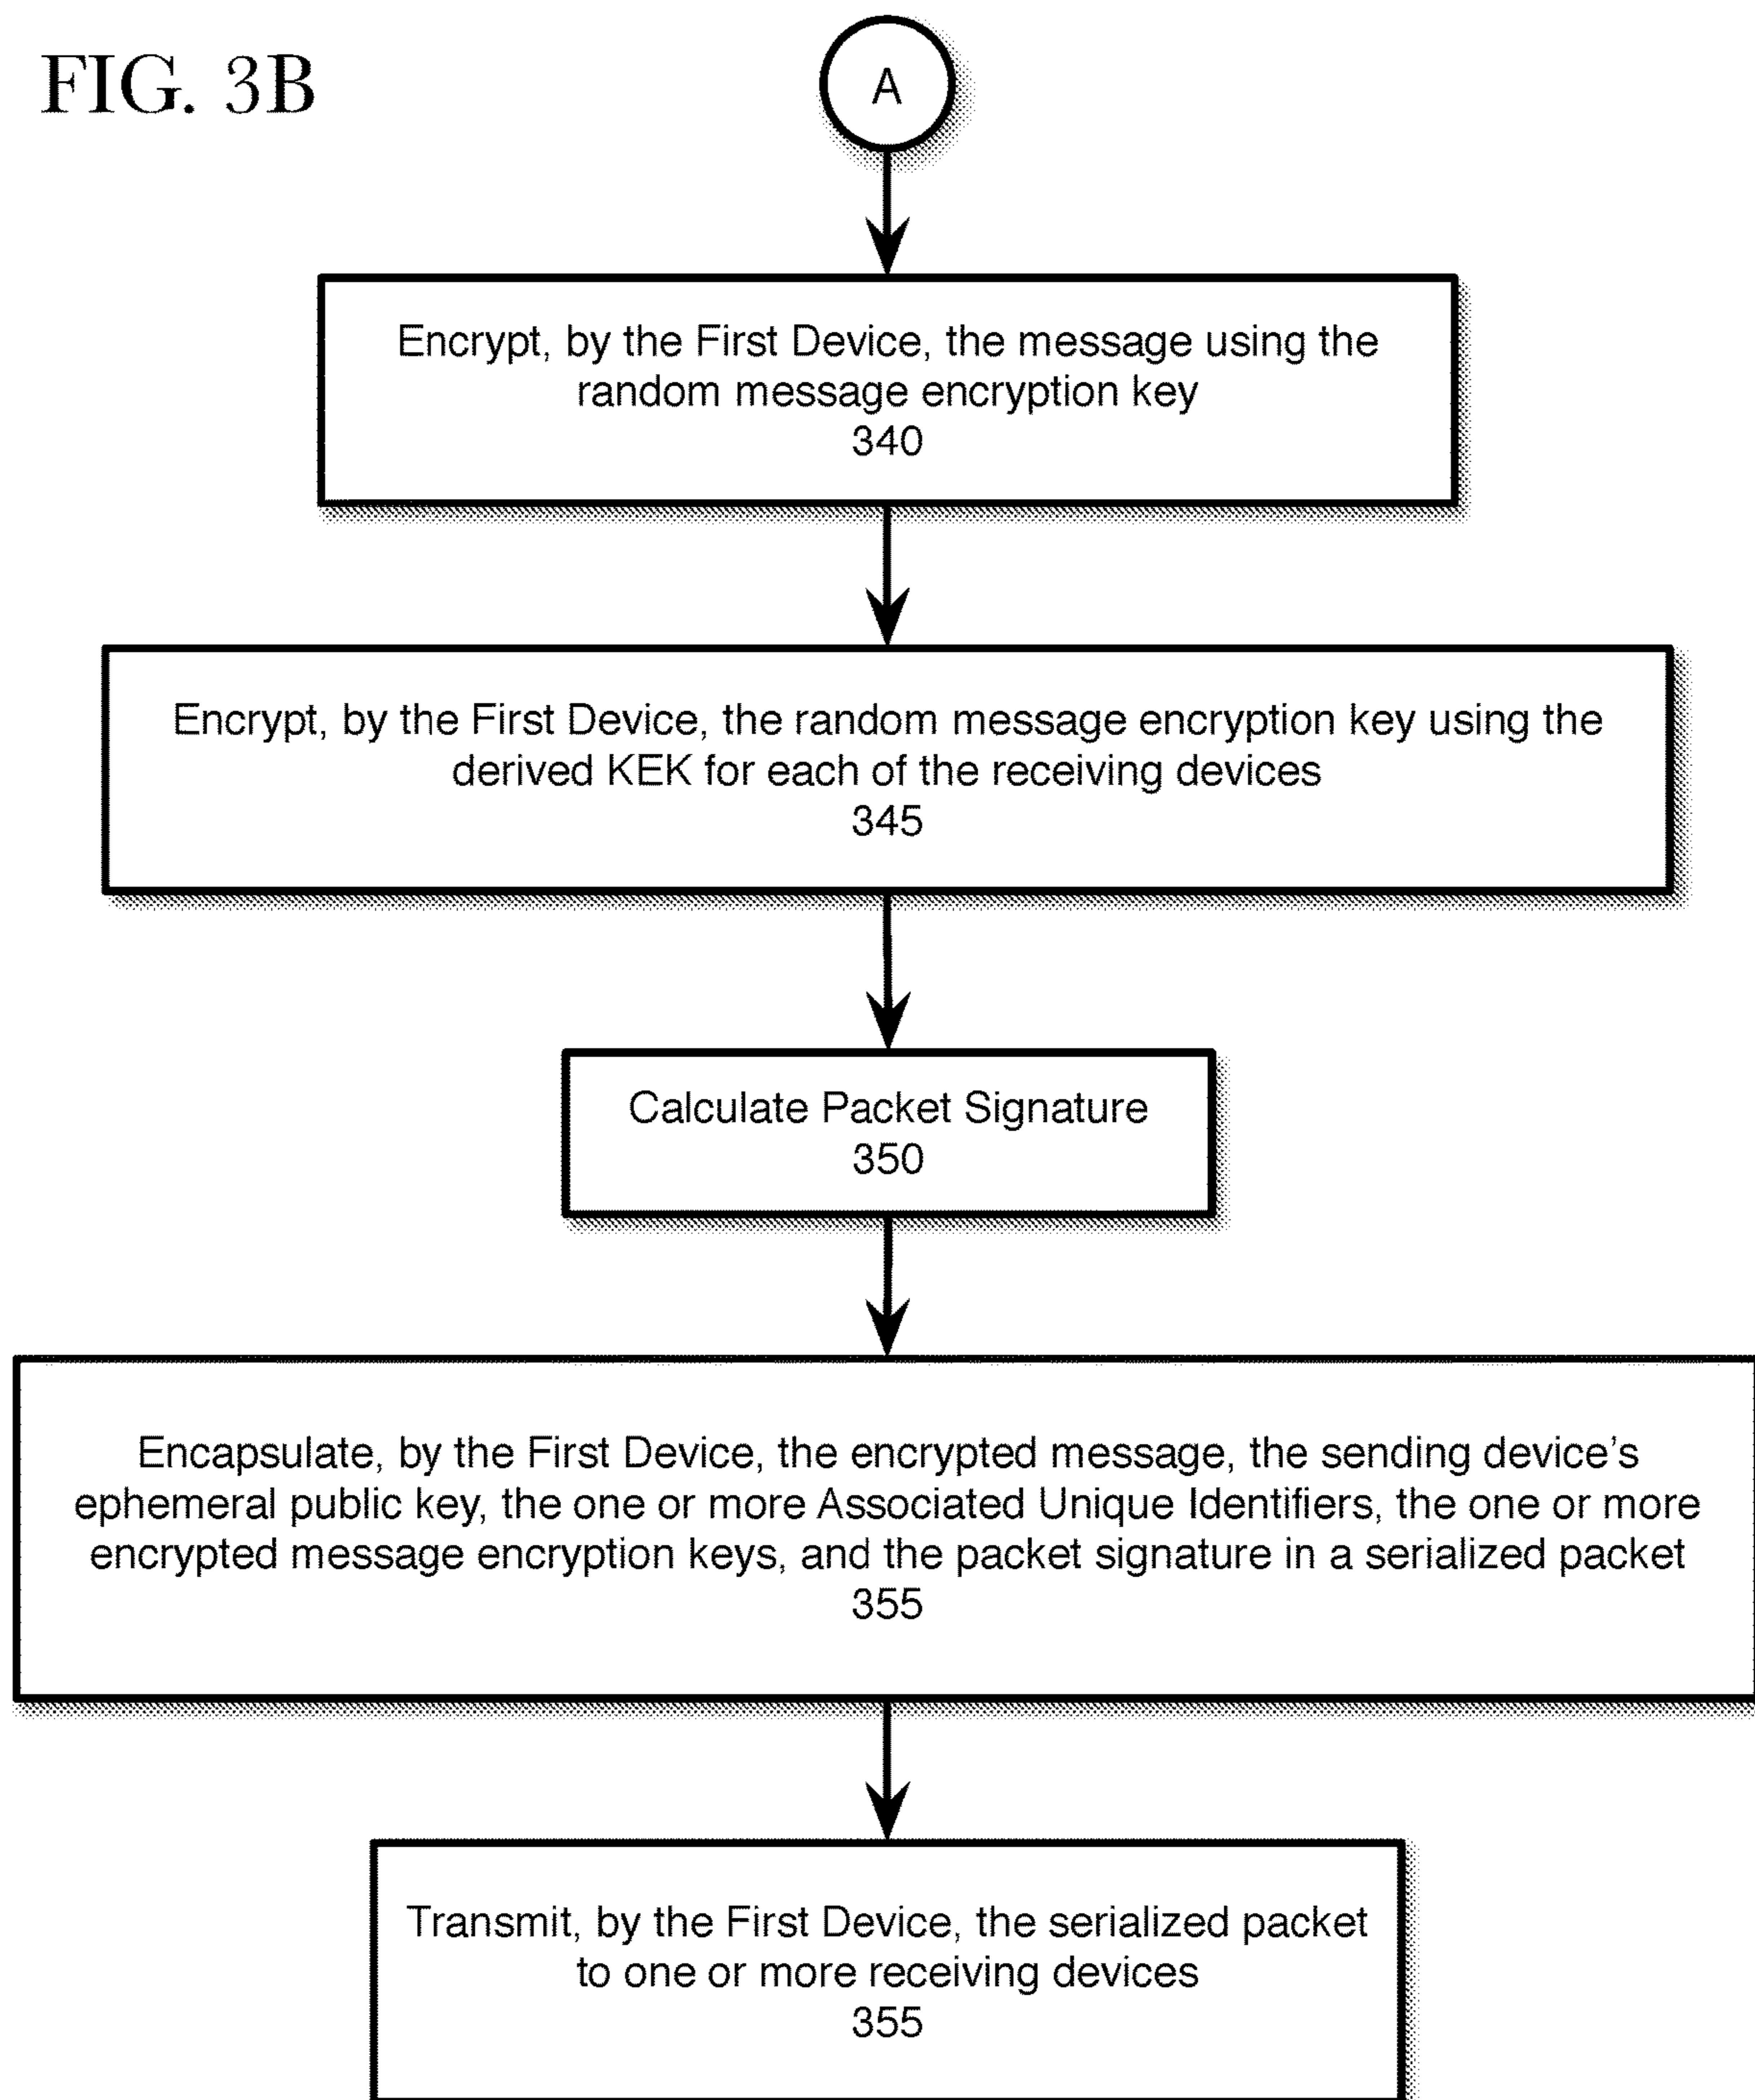 FIG. 3B
A
Encrypt, by the First Device, the message using the
random message encryption key
340
Encrypt, by the First Device, the random message encryption key using the
derived KEK for each of the receiving devices
345
Calculate Packet Signature
350
Encapsulate, by the First Device, the encrypted message, the sending device's
ephemeral public key, the one or more Associated Unique Identifiers, the one or more
encrypted message encryption keys, and the packet signature in a serialized packet
355
Transmit, by the First Device, the serialized packet
to one or more receiving devices
355